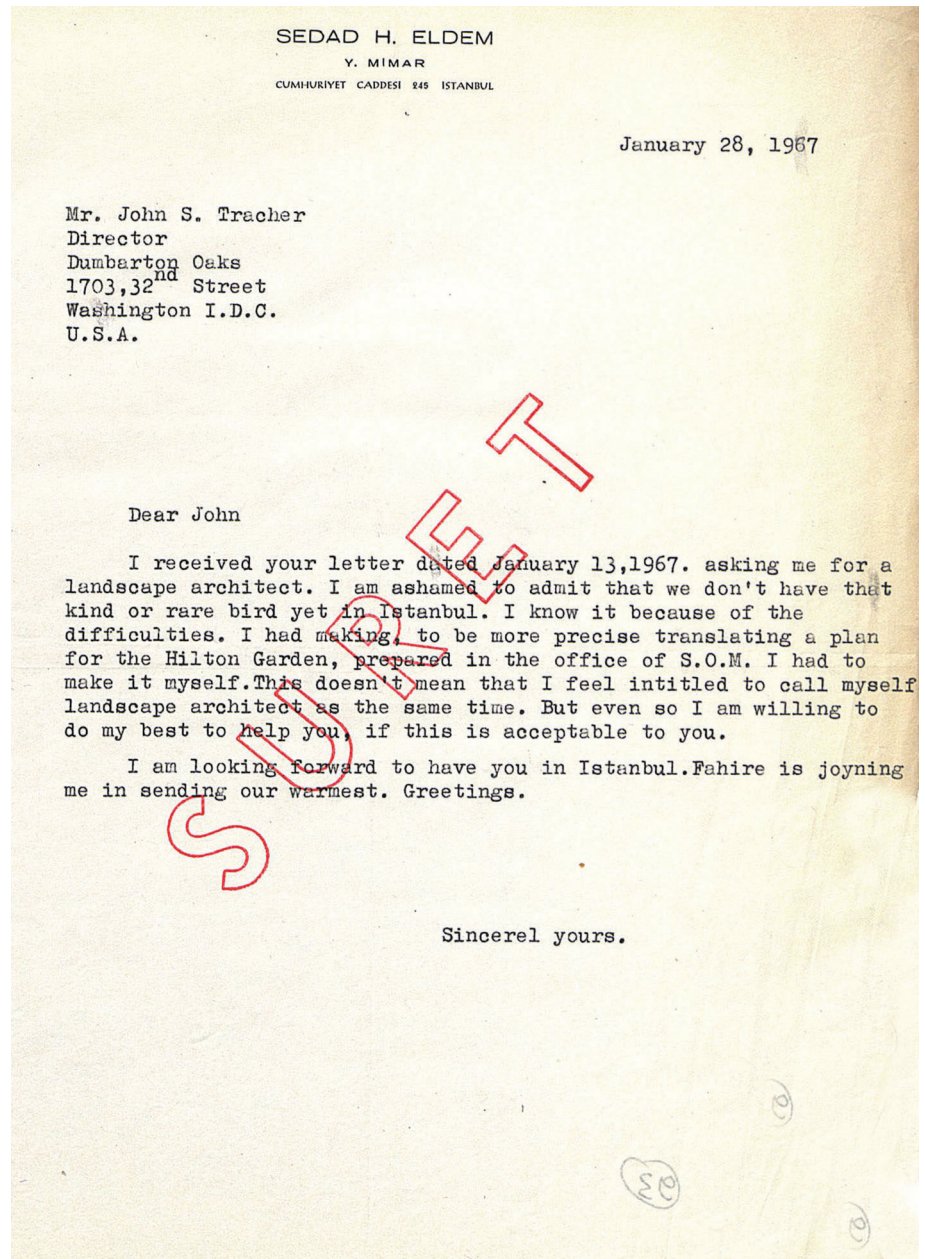 SEDAD H. ELDEM
Y. MİMAR
CUMHURİYET CADDESİ 245 İSTANBUL
January 28, 1967
Mr. John S. Tracher
Director
Dumbarton Oaks
1703,32nd Street
Washington I.D.C.
U.S.A.
Dear John
I received your letter dated January 13,1967. asking me for a
landscape architect. I am ashamed to admit that we don't have that
kind or rare bird yet in Istanbul. I know it because of the
difficulties. I had making, to be more precise translating a plan
for the Hilton Garden, prepared in the office of S.O.M. I had to
make it myself.This doesn't mean that I feel intitled to call myself
landscape architect as the same time. But even so I am willing to
do my best to help you, if this is acceptable to you.
I am looking forward to have you in Istanbul.Fahire is joyning
me in sending our warmest. Greetings.
Sincerel yours.
SURET